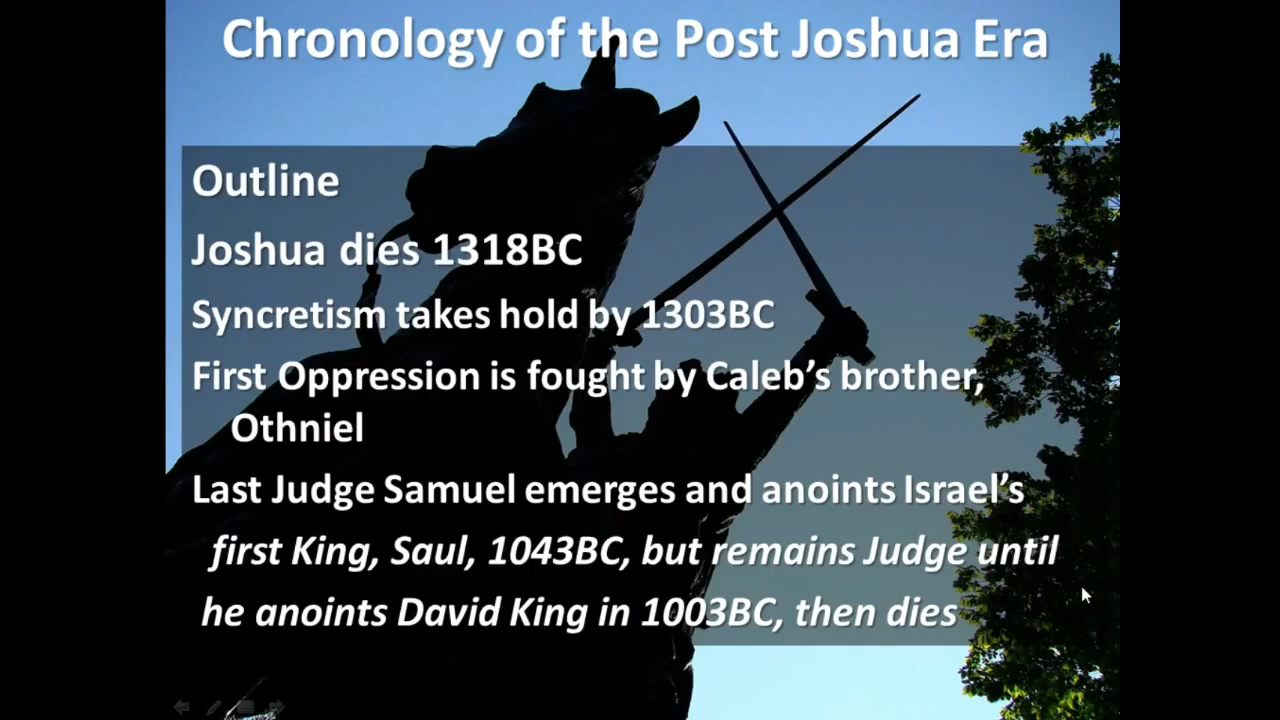 Chronology of the Post Joshua Era
Outline
Joshua dies 1318BC
Syncretism takes hold by 1303BC
First Oppression is fought by Caleb's brother,
Othniel
Last Judge Samuel emerges and anoints Israel's
first King, Saul, 1043BC, but remains Judge until
he anoints David King in 1003BC, then dies